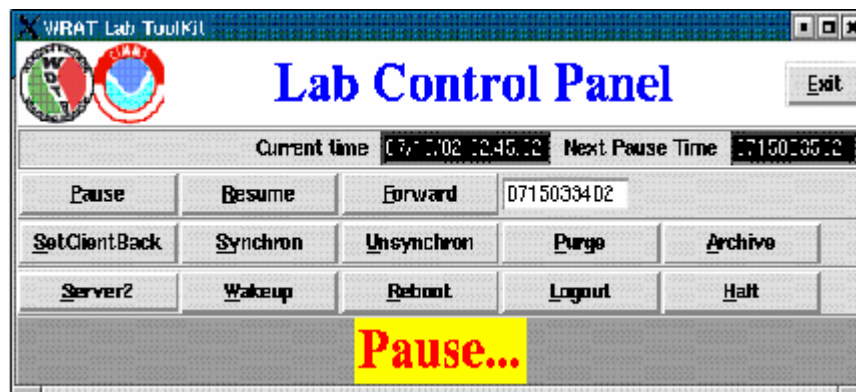 WRAT Lab ToolKit
Lab Control Panel
Exit
Current time
Next Pause Time
Pause Resume Forward 0715033402
SetClientBack Synchron Unsynchron Purge Archive
Server2 Wakeup Reboot Logout Halt
Pause...